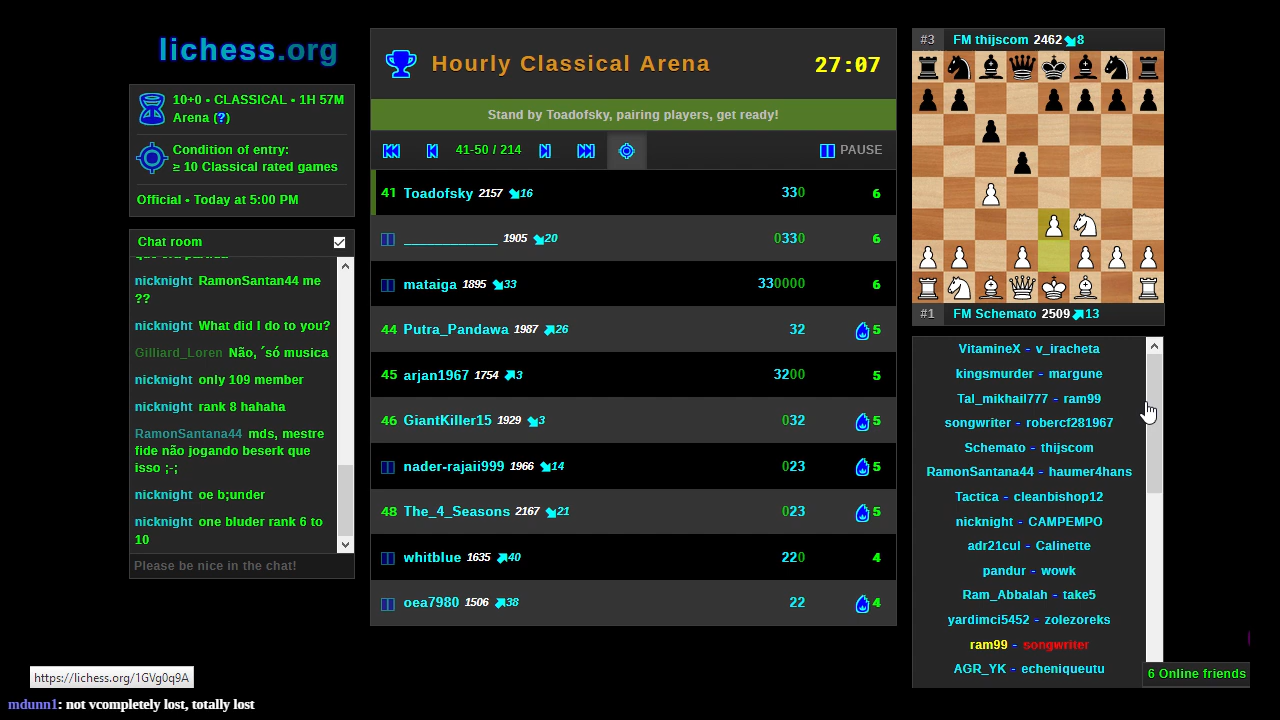 lichess.org
10+0 • CLASSICAL • 1H 57M
Arena (?)
Condition of entry:
≥ 10 Classical rated games
Official • Today at 5:00 PM
Chat room
nicknight RamonSantan44 me
??
nicknight What did I do to you?
Gilliard_Loren Não, ´só musica
nicknight only 109 member
nicknight rank 8 hahaha
RamonSantana44 mds, mestre
fide não jogando beserk que
isso ;-;
nicknight oe b;under
nicknight one bluder rank 6 to
10
Please be nice in the chat!
https://lichess.org/1GVg0q9A
mdunn1: not vcompletely lost, totally lost
Hourly Classical Arena 27:07
Stand by Toadofsky, pairing players, get ready!
41-50 / 214 PAUSE
41 Toadofsky 2157 16 330 6
____________ 1905 20 0330 6
mataiga 1895 33 330000 6
44 Putra_Pandawa 1987 26 32 5
45 arjan1967 1754 3 3200 5
46 GiantKiller15 1929 3 032 5
nader-rajaii999 1966 14 023 5
48 The_4_Seasons 2167 21 023 5
whitblue 1635 40 220 4
oea7980 1506 38 22 4
#3 FM thijscom 2462 8
#1 FM Schemato 2509 13
VitamineX - v_iracheta
kingsmurder - margune
Tal_mikhail777 - ram99
songwriter - robercf281967
Schemato - thijscom
RamonSantana44 - haumer4hans
Tactica - cleanbishop12
nicknight - CAMPEMPO
adr21cul - Calinette
pandur - wowk
Ram_Abbalah - take5
yardimci5452 - zolezoreks
ram99 - songwriter
AGR_YK - echeniqueutu
6 Online friends